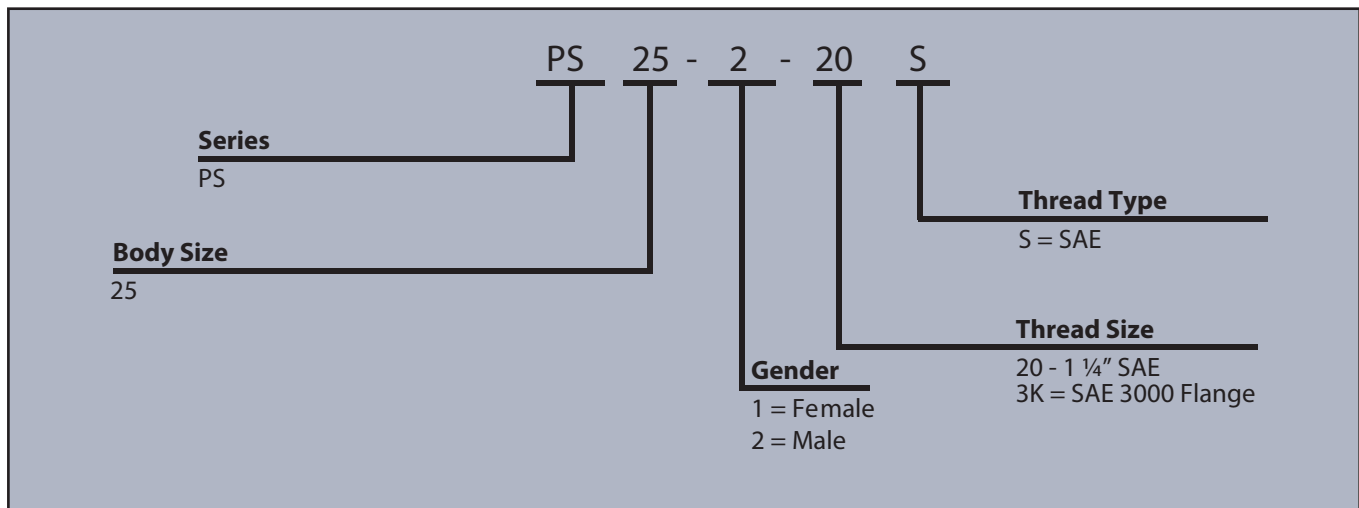 PS 25 - 2 - 20 S
Series
PS
Thread Type
S = SAE
Body Size
25
Thread Size
20 - 1 ¼” SAE
3K = SAE 3000 Flange
Gender
1 = Female
2 = Male